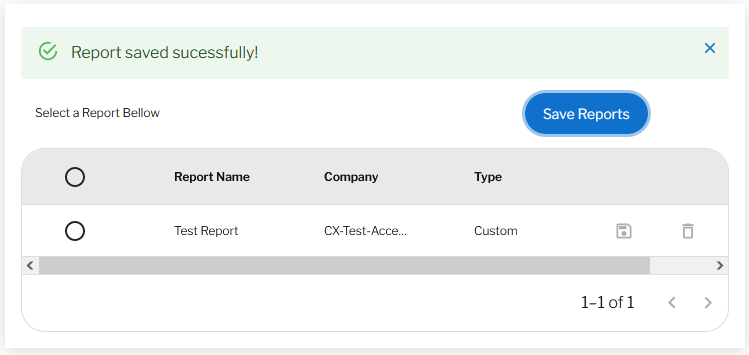 Report saved sucessfully!
Select a Report Bellow
Save Reports
Report Name Company Type
Test Report CX-Test-Acce... Custom
1–1 of 1